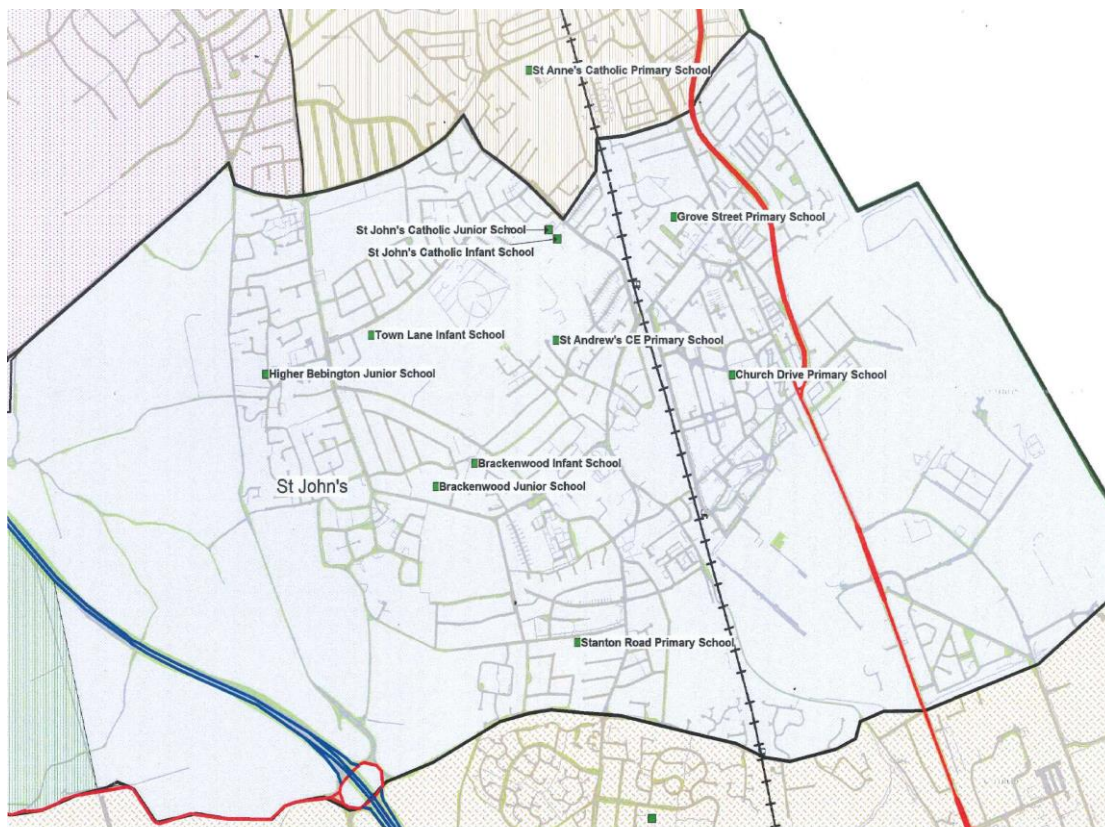 St Anne's Catholic Primary School
Grove Street Primary School
St John's Catholic Junior School
St John's Catholic Infant School
Town Lane Infant School
St Andrew's CE Primary School
Higher Bebington Junior School
Church Drive Primary School
Brackenwood Infant School
Brackenwood Junior School
St John's
Stanton Road Primary School